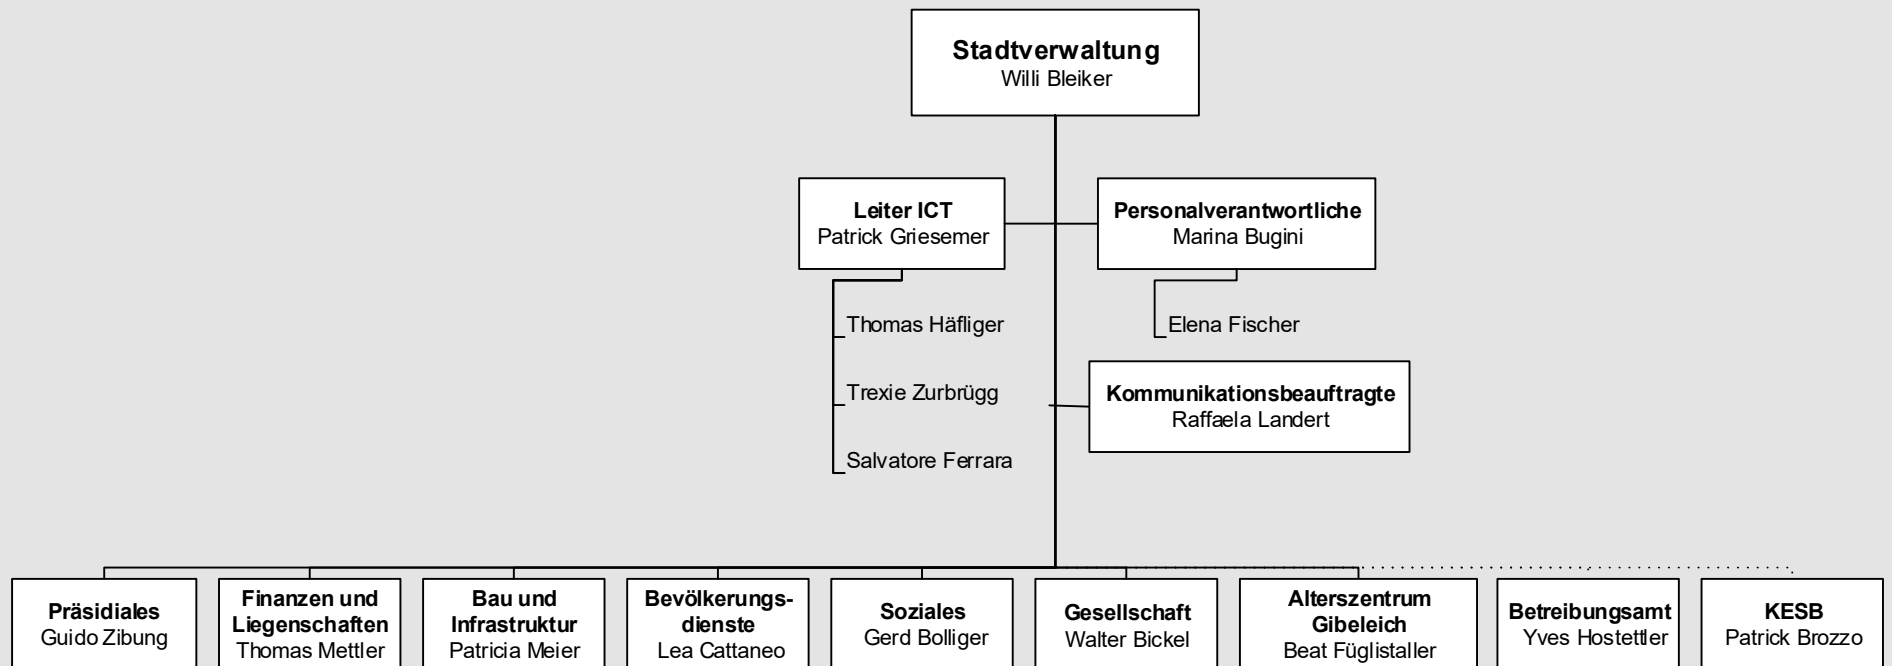 Stadtverwaltung
Willi Bleiker
Leiter ICT
Patrick Griesemer
Personalverantwortliche
Marina Bugini
Thomas Häfliger
Trexie Zurbrügg
Salvatore Ferrara
Elena Fischer
Kommunikationsbeauftragte
Raffaela Landert
Präsidiales
Guido Zibung
Finanzen und
Liegenschaften
Thomas Mettler
Bau und
Infrastruktur
Patricia Meier
Bevölkerungs-
dienste
Lea Cattaneo
Soziales
Gerd Bolliger
Gesellschaft
Walter Bickel
Alterszentrum
Gibeleich
Beat Füglistaller
Betreibungsamt
Yves Hostettler
KESB
Patrick Brozzo